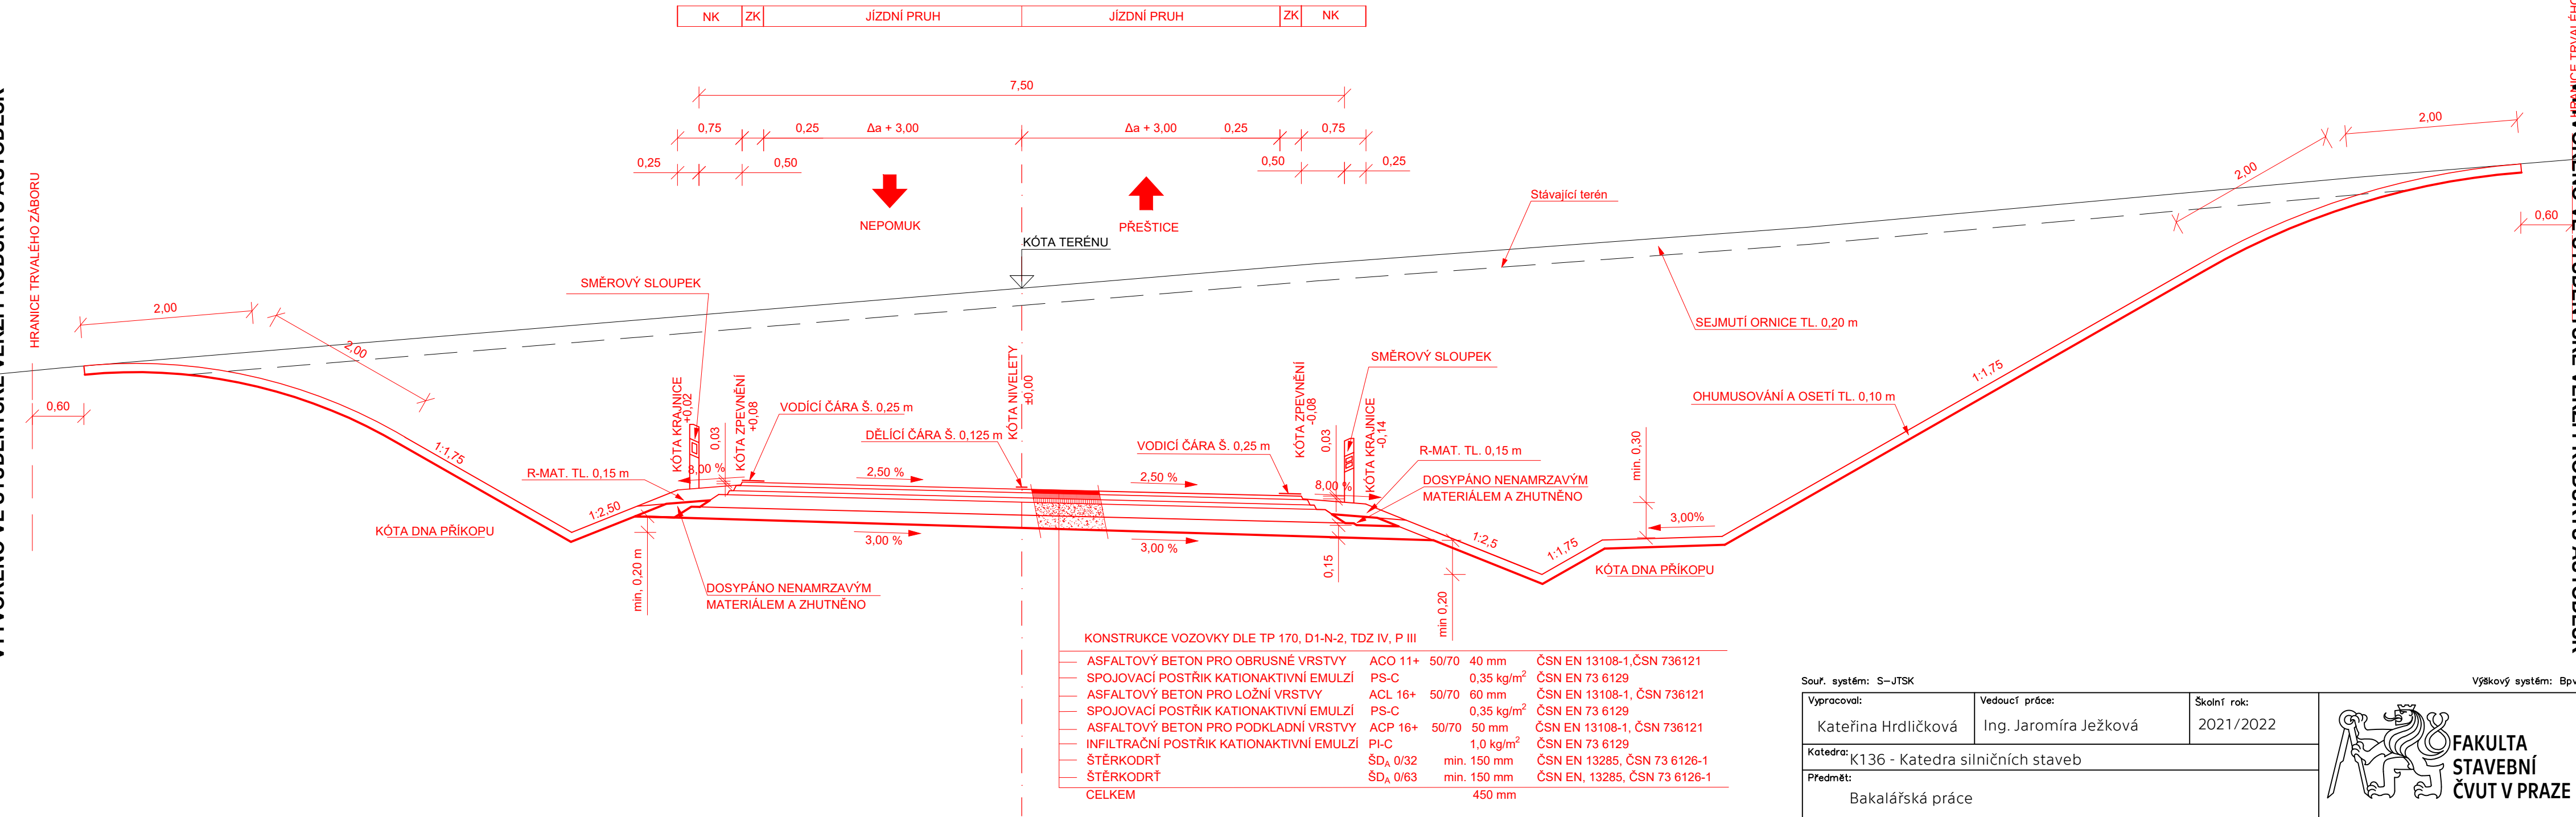 NK ZK JÍZDNÍ PRUH JÍZDNÍ PRUH ZK NK
7,50
0,75 0,25 Δa + 3,00 Δa + 3,00 0,25 0,75
0,25 0,50 0,50 0,25
NEPOMUK
PŘEŠTICE
KÓTA TERÉNU
Stávající terén
2,00
2,00
0,60
HRANICE TRVALÉHO ZÁBORU
2,00
2,00
0,60
SMĚROVÝ SLOUPEK
SEJMUTÍ ORNICE TL. 0,20 m
SMĚROVÝ SLOUPEK
KÓTA KRAJNICE
+0,02
0,03
KÓTA ZPEVNĚNÍ
+0,08
VODÍCÍ ČÁRA Š. 0,25 m
DĚLÍCÍ ČÁRA Š. 0,125 m
KÓTA NIVELETY
±0,00
VODICÍ ČÁRA Š. 0,25 m
KÓTA ZPEVNĚNÍ
-0,08
0,03
KÓTA KRAJNICE
-0,14
1:1,75
OHUMUSOVÁNÍ A OSETÍ TL. 0,10 m
1:1,75
R-MAT. TL. 0,15 m
8,00 %
2,50 %
2,50 %
8,00 %
R-MAT. TL. 0,15 m
DOSYPÁNO NENAMRZAVÝM
MATERIÁLEM A ZHUTNĚNO
min. 0,30
3,00%
1:2,50
KÓTA DNA PŘÍKOPU
3,00 %
3,00 %
0,15
1:2,5
1:1,75
KÓTA DNA PŘÍKOPU
min, 0,20 m
DOSYPÁNO NENAMRZAVÝM
MATERIÁLEM A ZHUTNĚNO
min 0,20
KONSTRUKCE VOZOVKY DLE TP 170, D1-N-2, TDZ IV, P III
ASFALTOVÝ BETON PRO OBRUSNÉ VRSTVY ACO 11+ 50/70 40 mm ČSN EN 13108-1,ČSN 736121
SPOJOVACÍ POSTŘIK KATIONAKTIVNÍ EMULZÍ PS-C 0,35 kg/m² ČSN EN 73 6129
ASFALTOVÝ BETON PRO LOŽNÍ VRSTVY ACL 16+ 50/70 60 mm ČSN EN 13108-1, ČSN 736121
SPOJOVACÍ POSTŘIK KATIONAKTIVNÍ EMULZÍ PS-C 0,35 kg/m² ČSN EN 73 6129
ASFALTOVÝ BETON PRO PODKLADNÍ VRSTVY ACP 16+ 50/70 50 mm ČSN EN 13108-1, ČSN 736121
INFILTRAČNÍ POSTŘIK KATIONAKTIVNÍ EMULZÍ PI-C 1,0 kg/m² ČSN EN 73 6129
ŠTĚRKODRŤ ŠDA 0/32 min. 150 mm ČSN EN 13285, ČSN 73 6126-1
ŠTĚRKODRŤ ŠDA 0/63 min. 150 mm ČSN EN, 13285, ČSN 73 6126-1
CELKEM 450 mm
Souř. systém: S-JTSK
Výškový systém: Bpv
Vypracoval: Vedoucí práce: Školní rok:
Kateřina Hrdličková Ing. Jaromíra Ježková 2021/2022
Katedra: K136 - Katedra silničních staveb
Předmět:
Bakalářská práce
FAKULTA
STAVEBNÍ
ČVUT V PRAZE